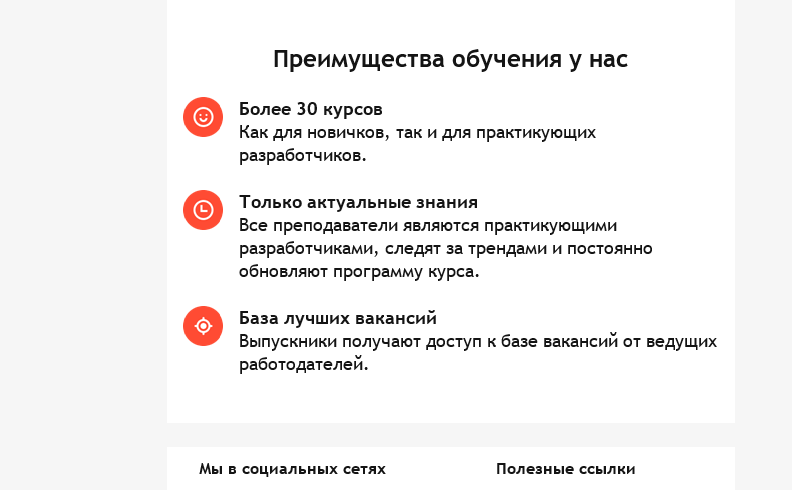 Преимущества обучения у нас
Более 30 курсов
Как для новичков, так и для практикующих
разработчиков.
Только актуальные знания
Все преподаватели являются практикующими
разработчиками, следят за трендами и постоянно
обновляют программу курса.
База лучших вакансий
Выпускники получают доступ к базе вакансий от ведущих
работодателей.
Мы в социальных сетях
Полезные ссылки